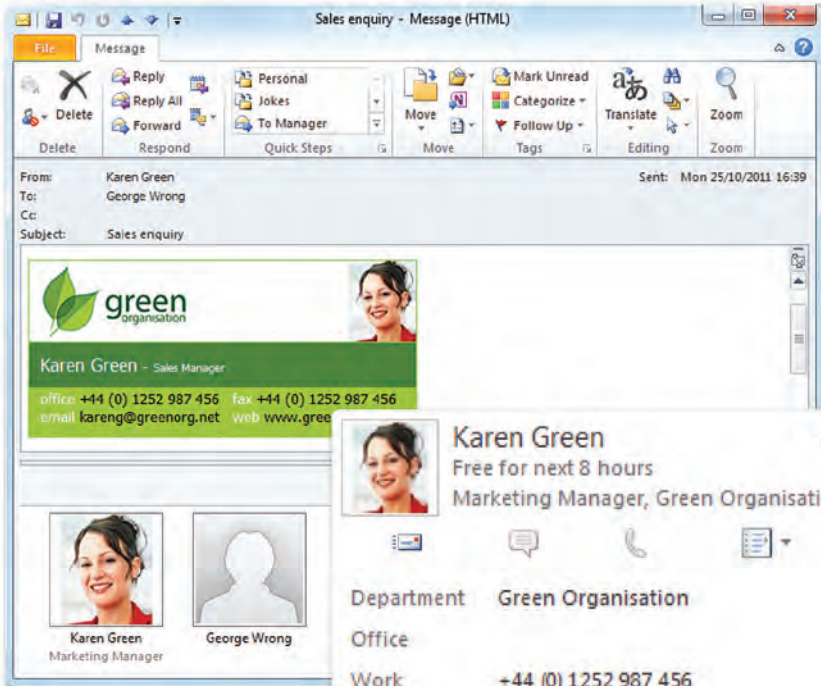 Sales enquiry - Message (HTML)
File Message
Reply Personal Mark Unread
Delete Reply All Jokes Move Categorize Translate Zoom
Forward To Manager Follow Up
Delete Respond Quick Steps Move Tags Editing Zoom
From: Karen Green Sent: Mon 25/10/2011 16:39
To: George Wrong
Cc:
Subject: Sales enquiry
green
organisation
Karen Green - Sales Manager
office +44 (0) 1252 987 456 fax +44 (0) 1252 987 456
email kareng@greenorg.net web www.gree
Karen Green
Free for next 8 hours
Marketing Manager, Green Organisati
Department Green Organisation
Office
Work +44 (0) 1252 987 456
Karen Green George Wrong
Marketing Manager